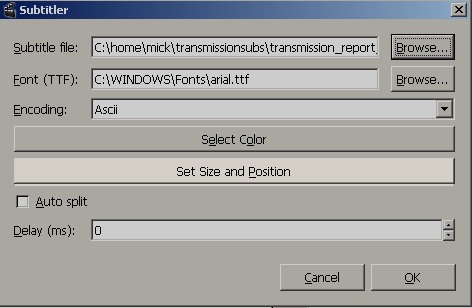 Subtitler
Subtitle file: C:\home\mick\transmissionsubs\transmission_report_ Browse...
Font (TTF): C:\WINDOWS\Fonts\arial.ttf Browse...
Encoding: Ascii
Select Color
Set Size and Position
Auto split
Delay (ms): 0
Cancel OK